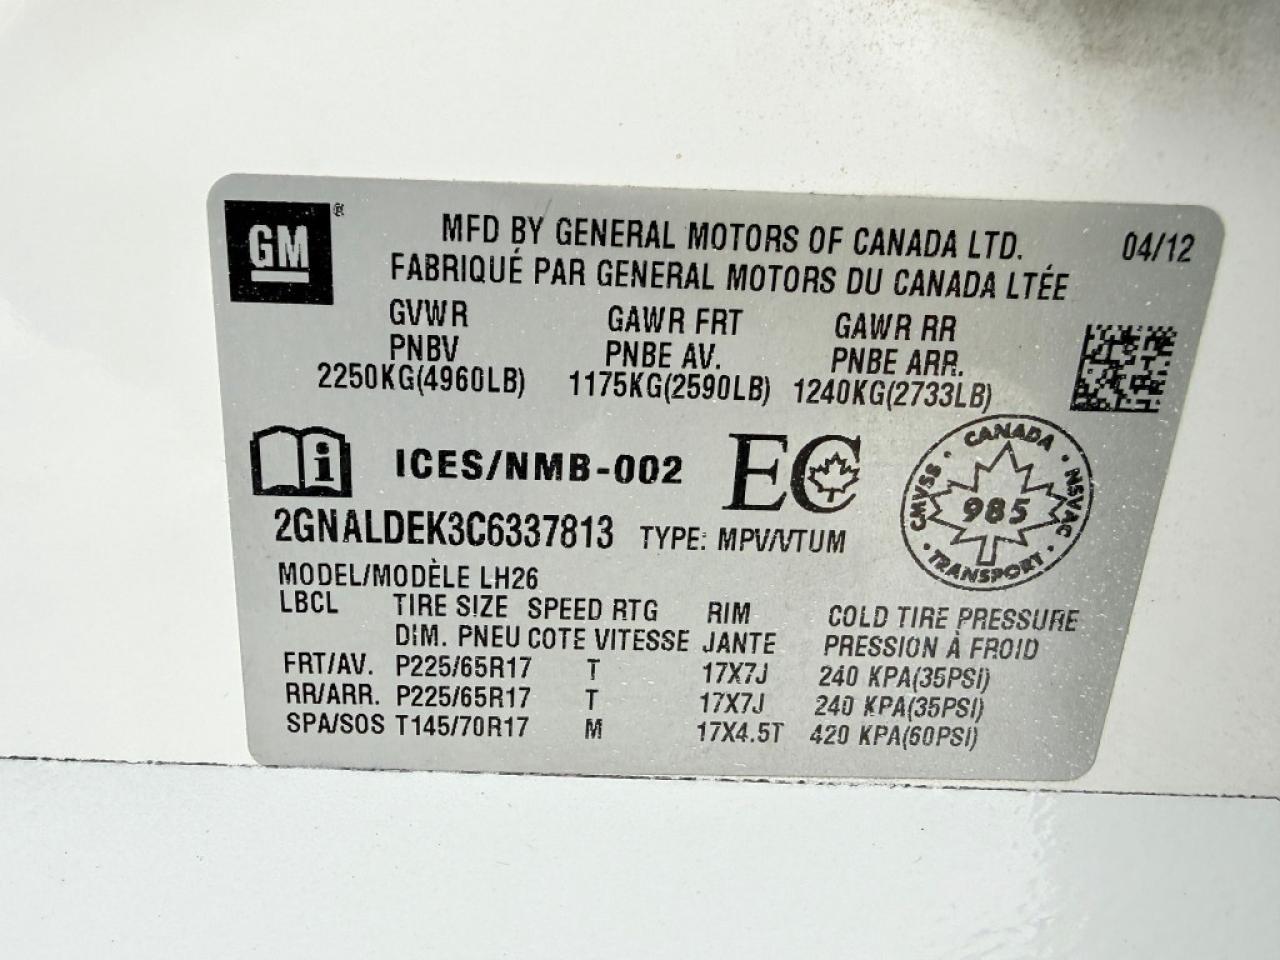 GM ®
MFD BY GENERAL MOTORS OF CANADA LTD. 04/12
FABRIQUÉ PAR GENERAL MOTORS DU CANADA LTÉE
GVWR GAWR FRT GAWR RR
PNBV PNBE AV. PNBE ARR.
2250KG(4960LB) 1175KG(2590LB) 1240KG(2733LB)
i ICES/NMB-002 EC
CANADA · NSVAC · TRANSPORT · CMVSS ·
985
2GNALDEK3C6337813 TYPE: MPV/VTUM
MODEL/MODÈLE LH26
LBCL TIRE SIZE SPEED RTG RIM COLD TIRE PRESSURE
DIM. PNEU COTE VITESSE JANTE PRESSION À FROID
FRT/AV. P225/65R17 T 17X7J 240 KPA(35PSI)
RR/ARR. P225/65R17 T 17X7J 240 KPA(35PSI)
SPA/SOS T145/70R17 M 17X4.5T 420 KPA(60PSI)